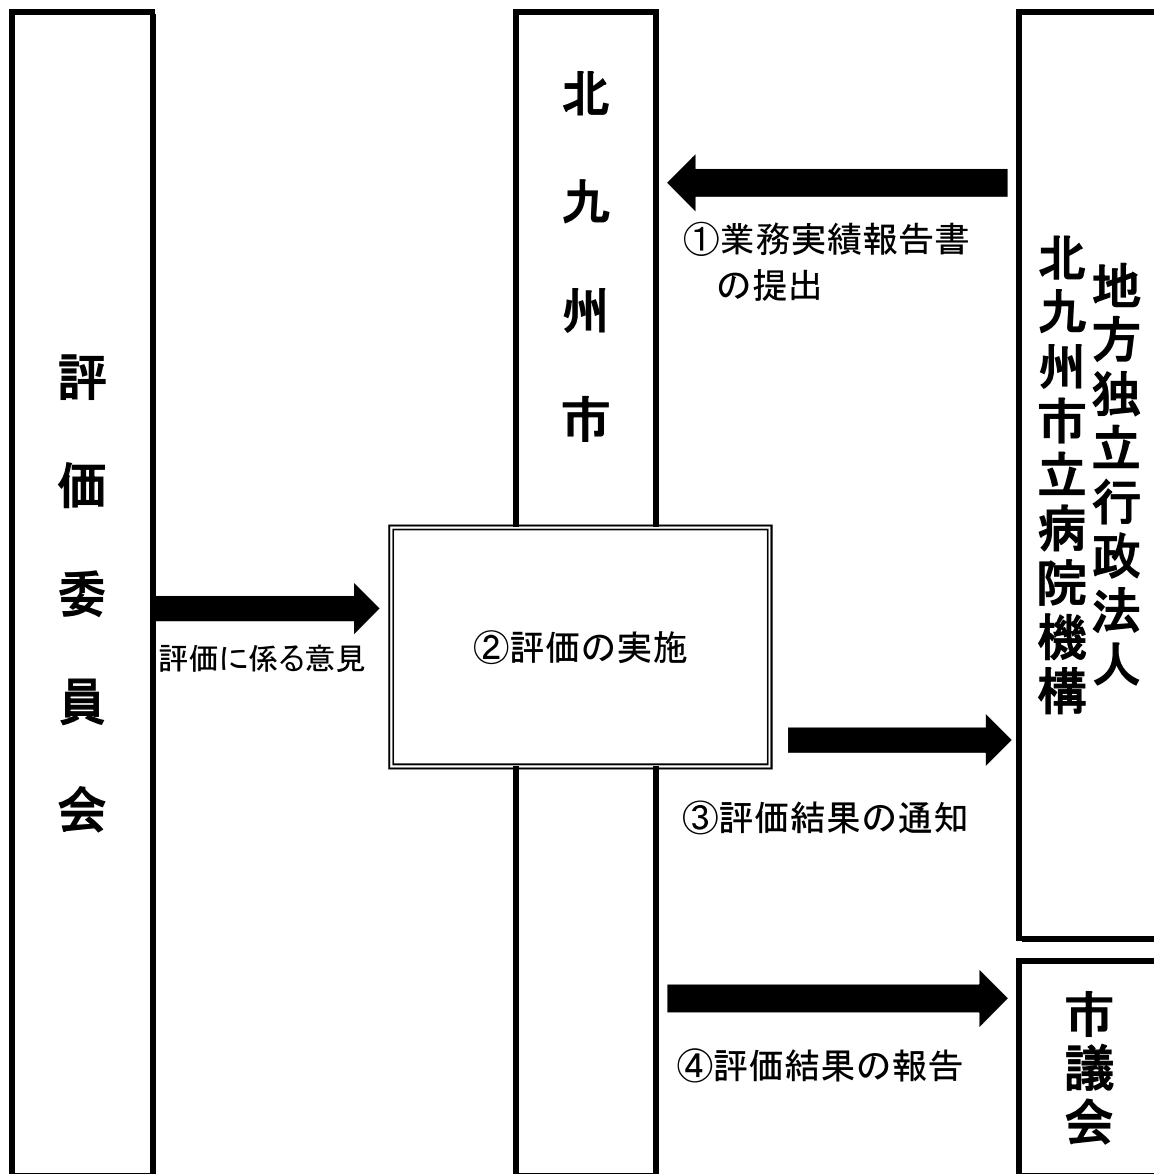 評価委員会
北九州市
①業務実績報告書
の提出
地方独立行政法人
北九州市立病院機構
評価に係る意見
②評価の実施
③評価結果の通知
④評価結果の報告
市議会